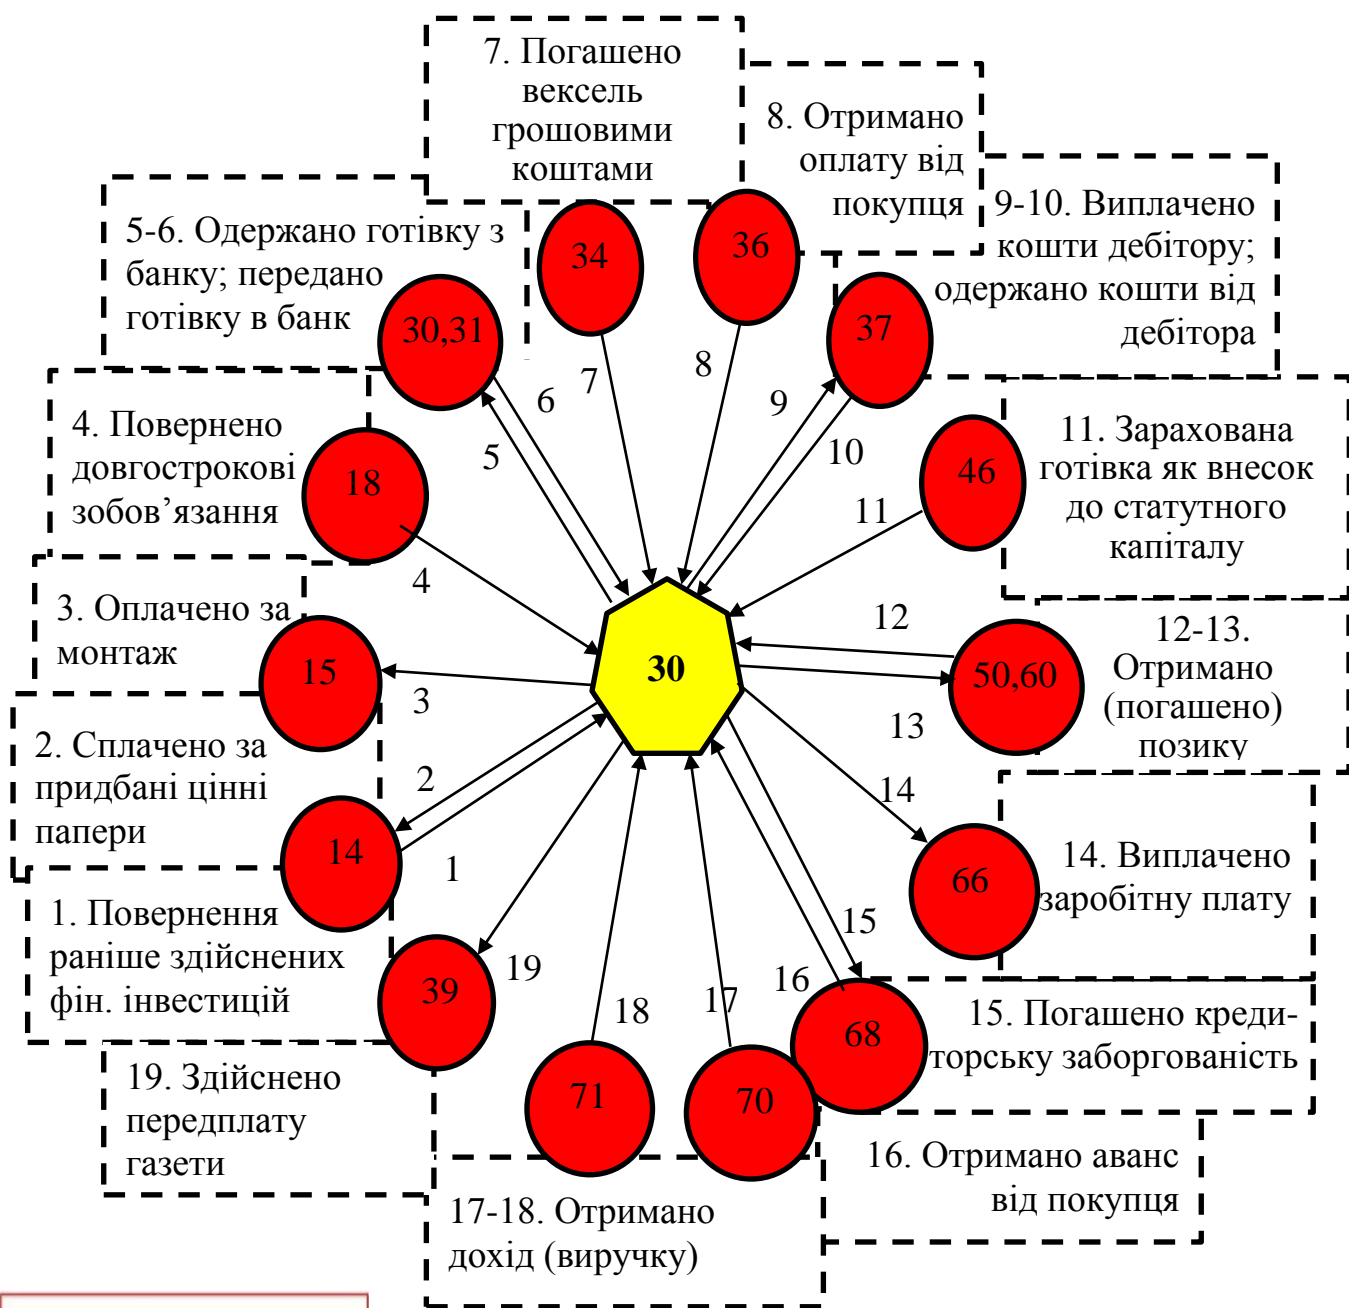 7. Погашено
вексель
грошовими
коштами
8. Отримано
оплату від
покупця
9-10. Виплачено
кошти дебітору;
одержано кошти від
дебітора
5-6. Одержано готівку з
банку; передано
готівку в банк
34
36
30,31
37
7
8
6
9
5
10
4. Повернено
довгострокові
зобов’язання
18
46
11. Зарахована
готівка як внесок
до статутного
капіталу
11
4
3. Оплачено за
монтаж
15
3
30
12
50,60
13
12-13.
Отримано
(погашено)
позику
2. Сплачено за
придбані цінні
папери
2
14
14
1
66
14. Виплачено
заробітну плату
1. Повернення
раніше здійснених
фін. інвестицій
39
19
18
17
16
15
68
15. Погашено креди-
торську заборгованість
19. Здійснено
передплату
газети
71
70
16. Отримано аванс
від покупця
17-18. Отримано
дохід (виручку)